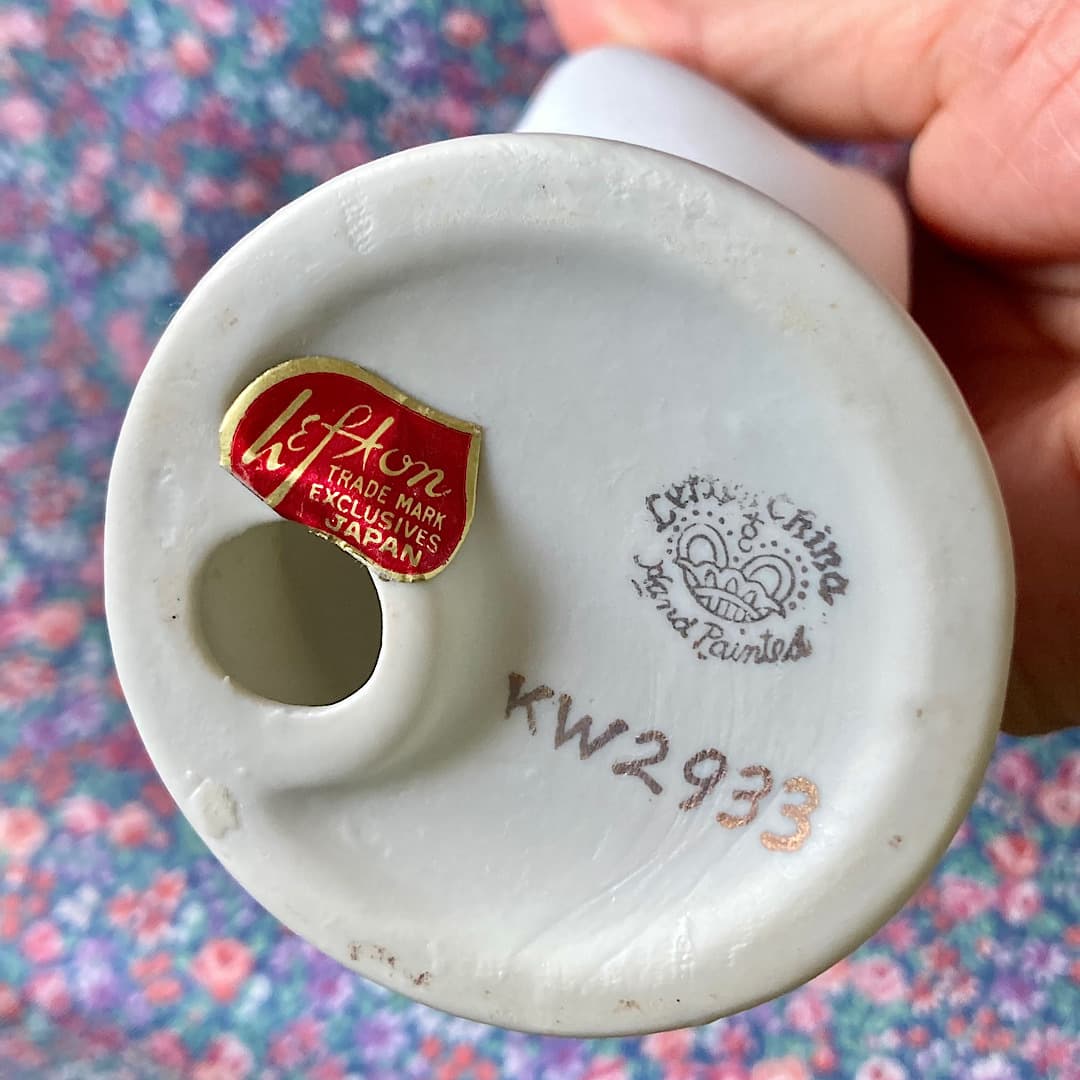 Lefton
TRADE MARK
EXCLUSIVES
JAPAN
China
Hand Painted
KW2933